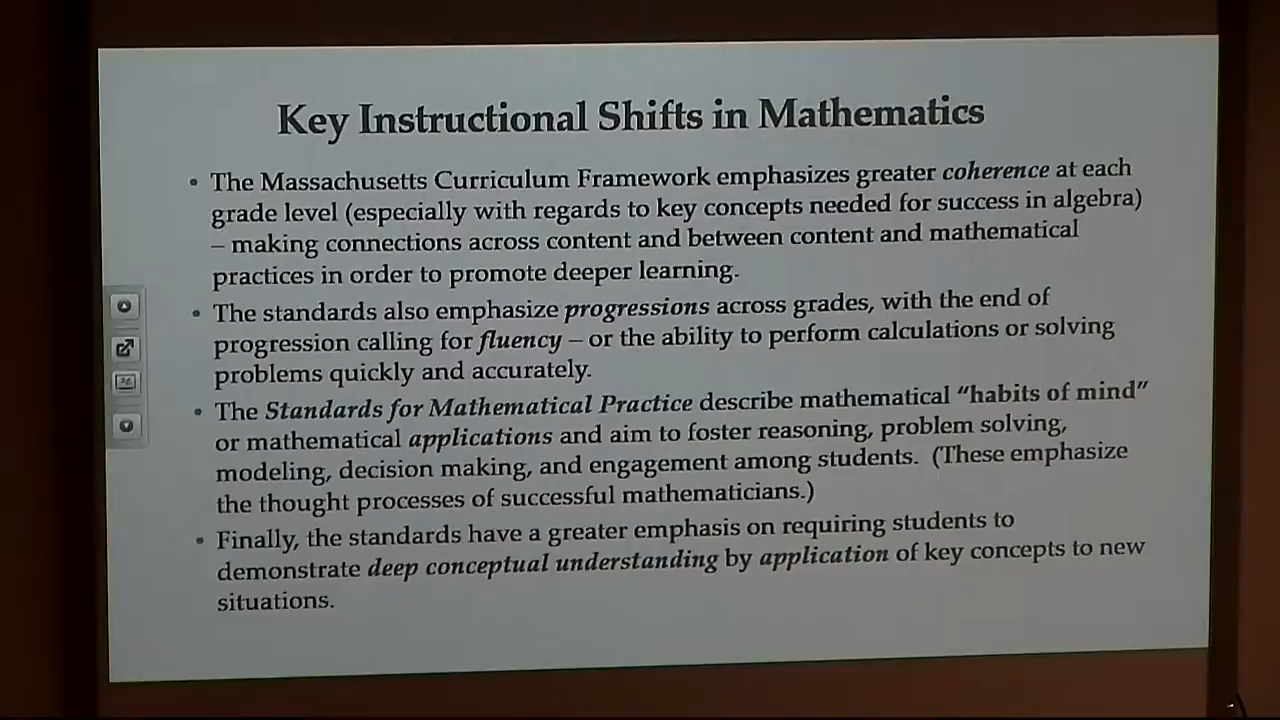 Key Instructional Shifts in Mathematics
• The Massachusetts Curriculum Framework emphasizes greater coherence at each
grade level (especially with regards to key concepts needed for success in algebra)
– making connections across content and between content and mathematical
practices in order to promote deeper learning.
• The standards also emphasize progressions across grades, with the end of
progression calling for fluency – or the ability to perform calculations or solving
problems quickly and accurately.
• The Standards for Mathematical Practice describe mathematical “habits of mind”
or mathematical applications and aim to foster reasoning, problem solving,
modeling, decision making, and engagement among students. (These emphasize
the thought processes of successful mathematicians.)
• Finally, the standards have a greater emphasis on requiring students to
demonstrate deep conceptual understanding by application of key concepts to new
situations.